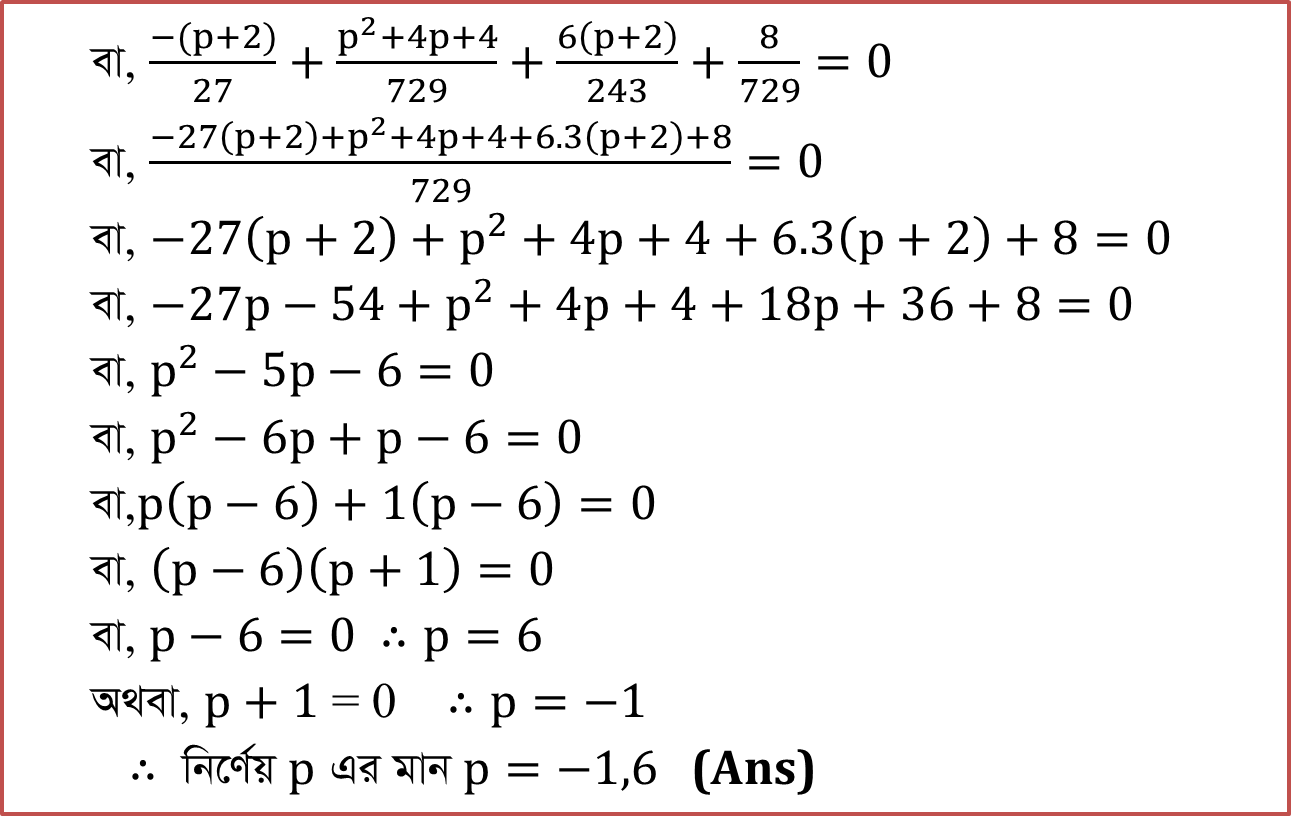 বা, −(p+2)/27 + p²+4p+4/729 + 6(p+2)/243 + 8/729 = 0
বা, −27(p+2)+p²+4p+4+6.3(p+2)+8/729 = 0
বা, −27(p + 2) + p² + 4p + 4 + 6.3(p + 2) + 8 = 0
বা, −27p − 54 + p² + 4p + 4 + 18p + 36 + 8 = 0
বা, p² − 5p − 6 = 0
বা, p² − 6p + p − 6 = 0
বা,p(p − 6) + 1(p − 6) = 0
বা, (p − 6)(p + 1) = 0
বা, p − 6 = 0 ∴ p = 6
অথবা, p + 1 = 0 ∴ p = −1
∴ নির্ণেয় p এর মান p = −1,6 (Ans)